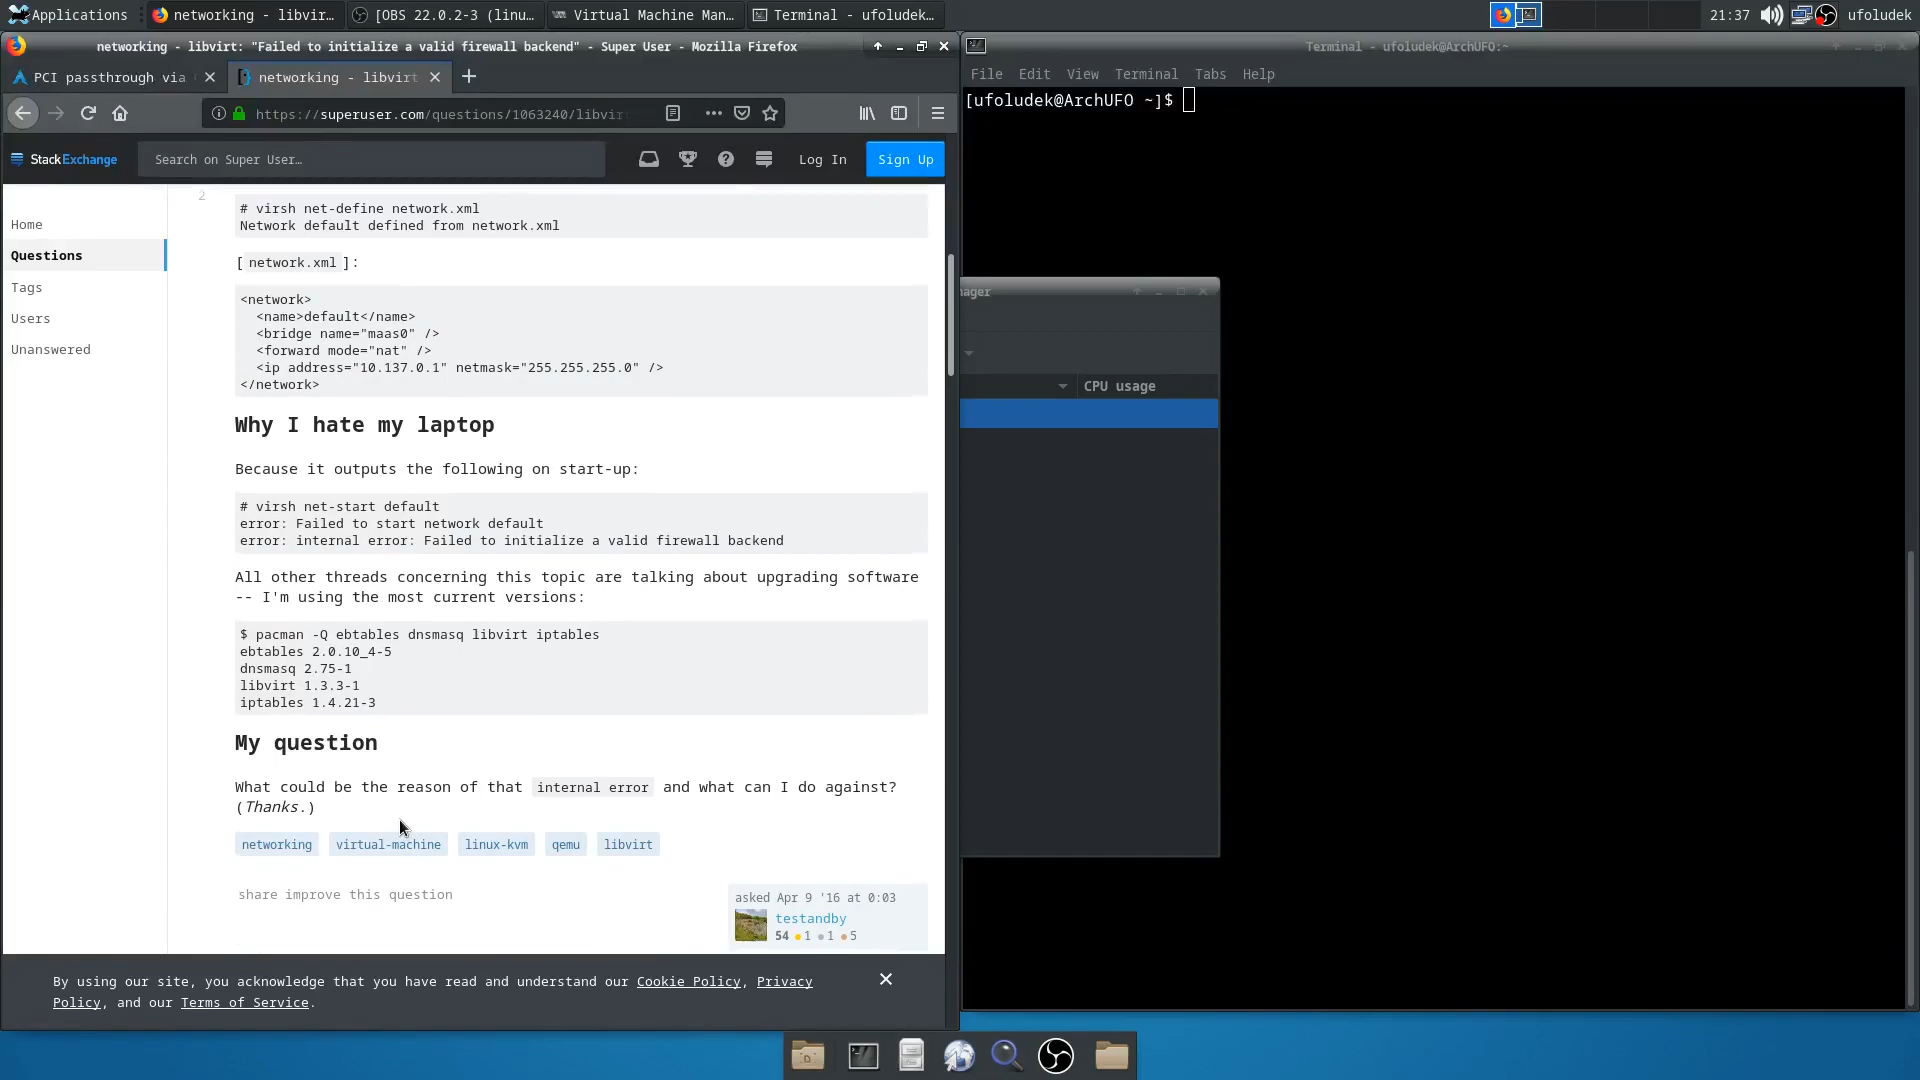 Applications
networking - libvir...
[OBS 22.0.2-3 (linu...
Virtual Machine Man...
Terminal - ufoludek...
21:37
ufoludek
networking - libvirt: "Failed to initialize a valid firewall backend" - Super User - Mozilla Firefox
PCI passthrough via
networking - libvirt
https://superuser.com/questions/1063240/libvir
StackExchange
Search on Super User...
Log In
Sign Up
Home
Questions
Tags
Users
Unanswered
2
# virsh net-define network.xml
Network default defined from network.xml
[ network.xml ]:
<network>
<name>default</name>
<bridge name="maas0" />
<forward mode="nat" />
<ip address="10.137.0.1" netmask="255.255.255.0" />
</network>
Why I hate my laptop
Because it outputs the following on start-up:
# virsh net-start default
error: Failed to start network default
error: internal error: Failed to initialize a valid firewall backend
All other threads concerning this topic are talking about upgrading software
-- I'm using the most current versions:
$ pacman -Q ebtables dnsmasq libvirt iptables
ebtables 2.0.10_4-5
dnsmasq 2.75-1
libvirt 1.3.3-1
iptables 1.4.21-3
My question
What could be the reason of that internal error and what can I do against?
(Thanks.)
networking virtual-machine linux-kvm qemu libvirt
share improve this question
asked Apr 9 '16 at 0:03
testandby
54 1 1 5
By using our site, you acknowledge that you have read and understand our Cookie Policy, Privacy
Policy, and our Terms of Service.
Terminal - ufoludek@ArchUFO:~
File Edit View Terminal Tabs Help
[ufoludek@ArchUFO ~]$
nager
CPU usage